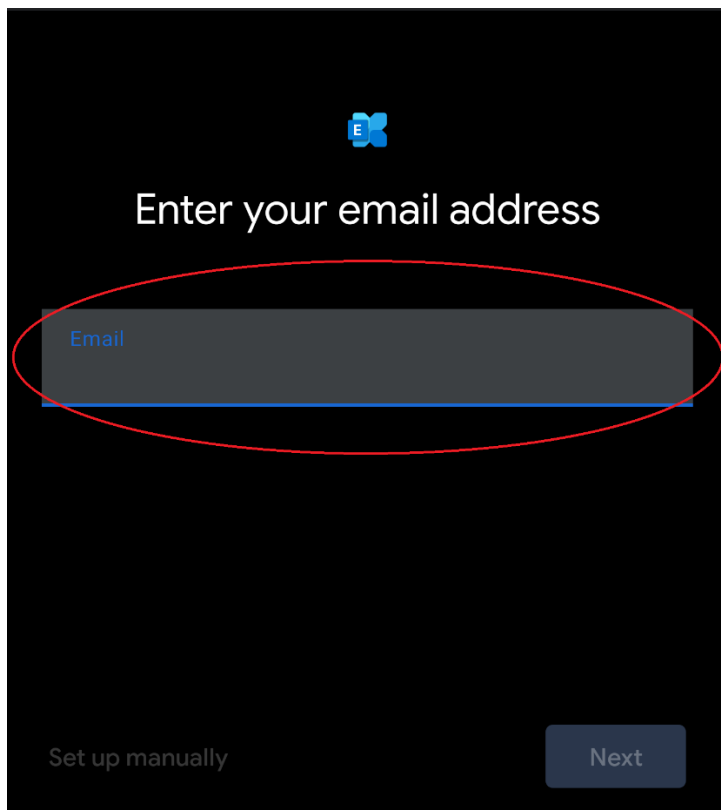 E
Enter your email address
Email
Set up manually
Next